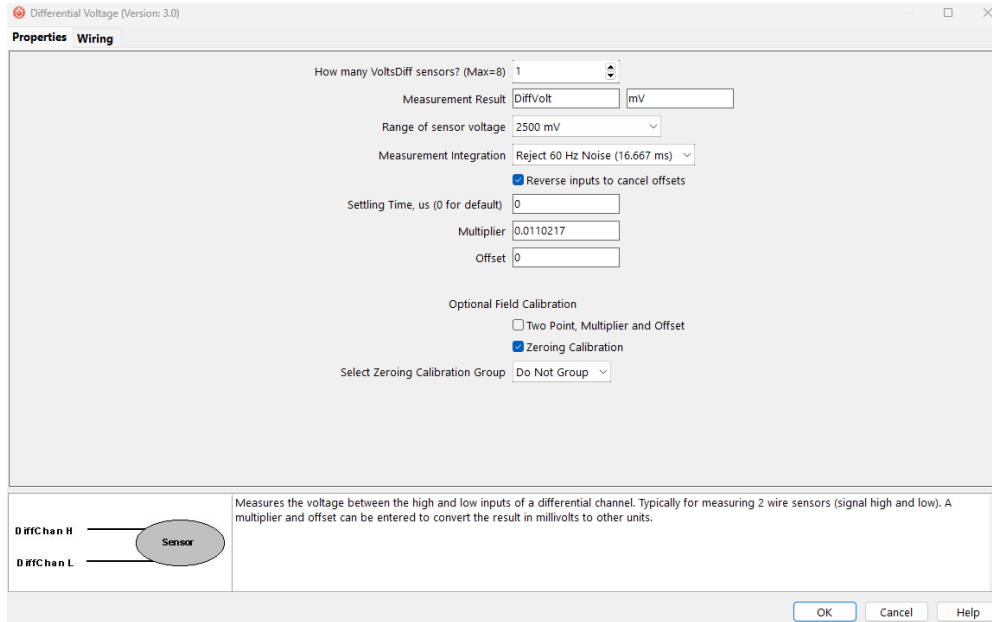 Differential Voltage (Version: 3.0)
Properties Wiring
How many VoltsDiff sensors? (Max=8) 1
Measurement Result DiffVolt mV
Range of sensor voltage 2500 mV
Measurement Integration Reject 60 Hz Noise (16.667 ms)
Reverse inputs to cancel offsets
Settling Time, us (0 for default) 0
Multiplier 0.0110217
Offset 0
Optional Field Calibration
Two Point, Multiplier and Offset
Zeroing Calibration
Select Zeroing Calibration Group Do Not Group
DiffChan H
Sensor
DiffChan L
Measures the voltage between the high and low inputs of a differential channel. Typically for measuring 2 wire sensors (signal high and low). A
multiplier and offset can be entered to convert the result in millivolts to other units.
OK Cancel Help